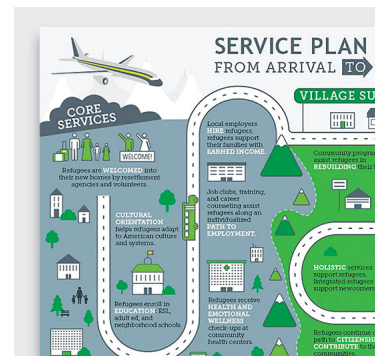 SERVICE PLAN
FROM ARRIVAL TO
VILLAGE SU
CORE
SERVICES
WELCOME!
Refugees are WELCOMED into
their new homes by resettlement
agencies and volunteers.
CULTURAL
ORIENTATION
helps refugees adapt
to American culture
and systems.
Refugees enroll in
EDUCATION: ESL,
adult ed, and
neighborhood schools.
Local employers
HIRE refugees;
refugees support
their families with
EARNED INCOME.
Job clubs, training,
and career
counseling assist
refugees along an
individualized
PATH TO
EMPLOYMENT.
Refugees receive
HEALTH AND
EMOTIONAL
WELLNESS
check-ups at
community
health centers.
Community progra
assist refugees in
REBUILDING their
HOLISTIC services
support refugees.
Integrated refugees
support newcomers
Refugees continue
path to CITIZENSH
CONTRIBUTE to th
communities.